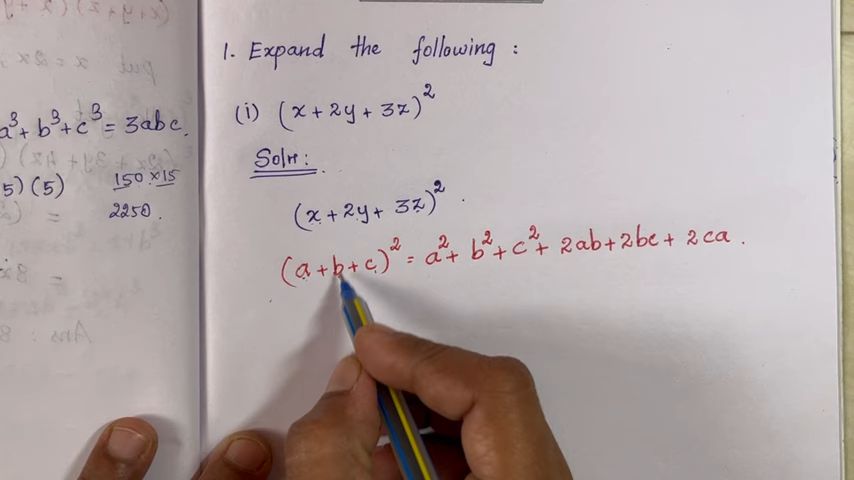 a³ + b³ + c³ = 3abc.
5) (5) 150 × 15
2250.
1. Expand the following :
(i) (x + 2y + 3z)²
Soln :
(x + 2y + 3z)².
(a + b + c)² = a² + b² + c² + 2ab + 2bc + 2ca.